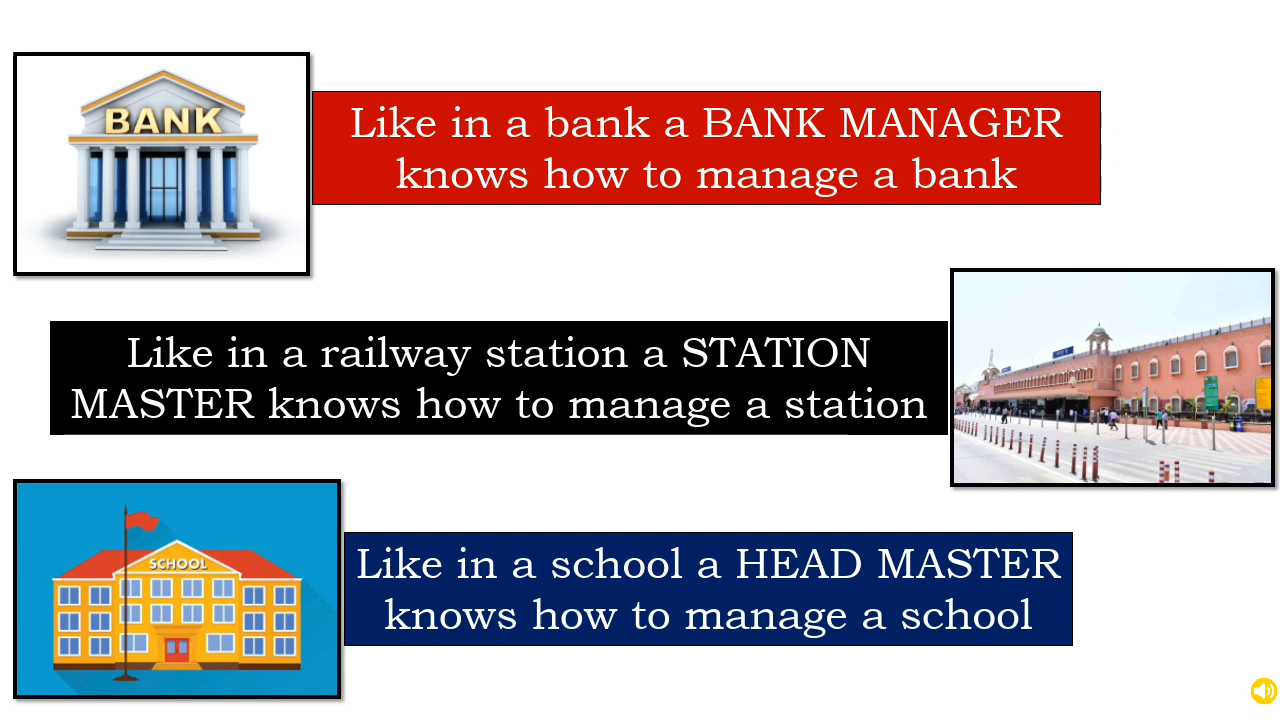 BANK
Like in a bank a BANK MANAGER
knows how to manage a bank
Like in a railway station a STATION
MASTER knows how to manage a station
SCHOOL
Like in a school a HEAD MASTER
knows how to manage a school